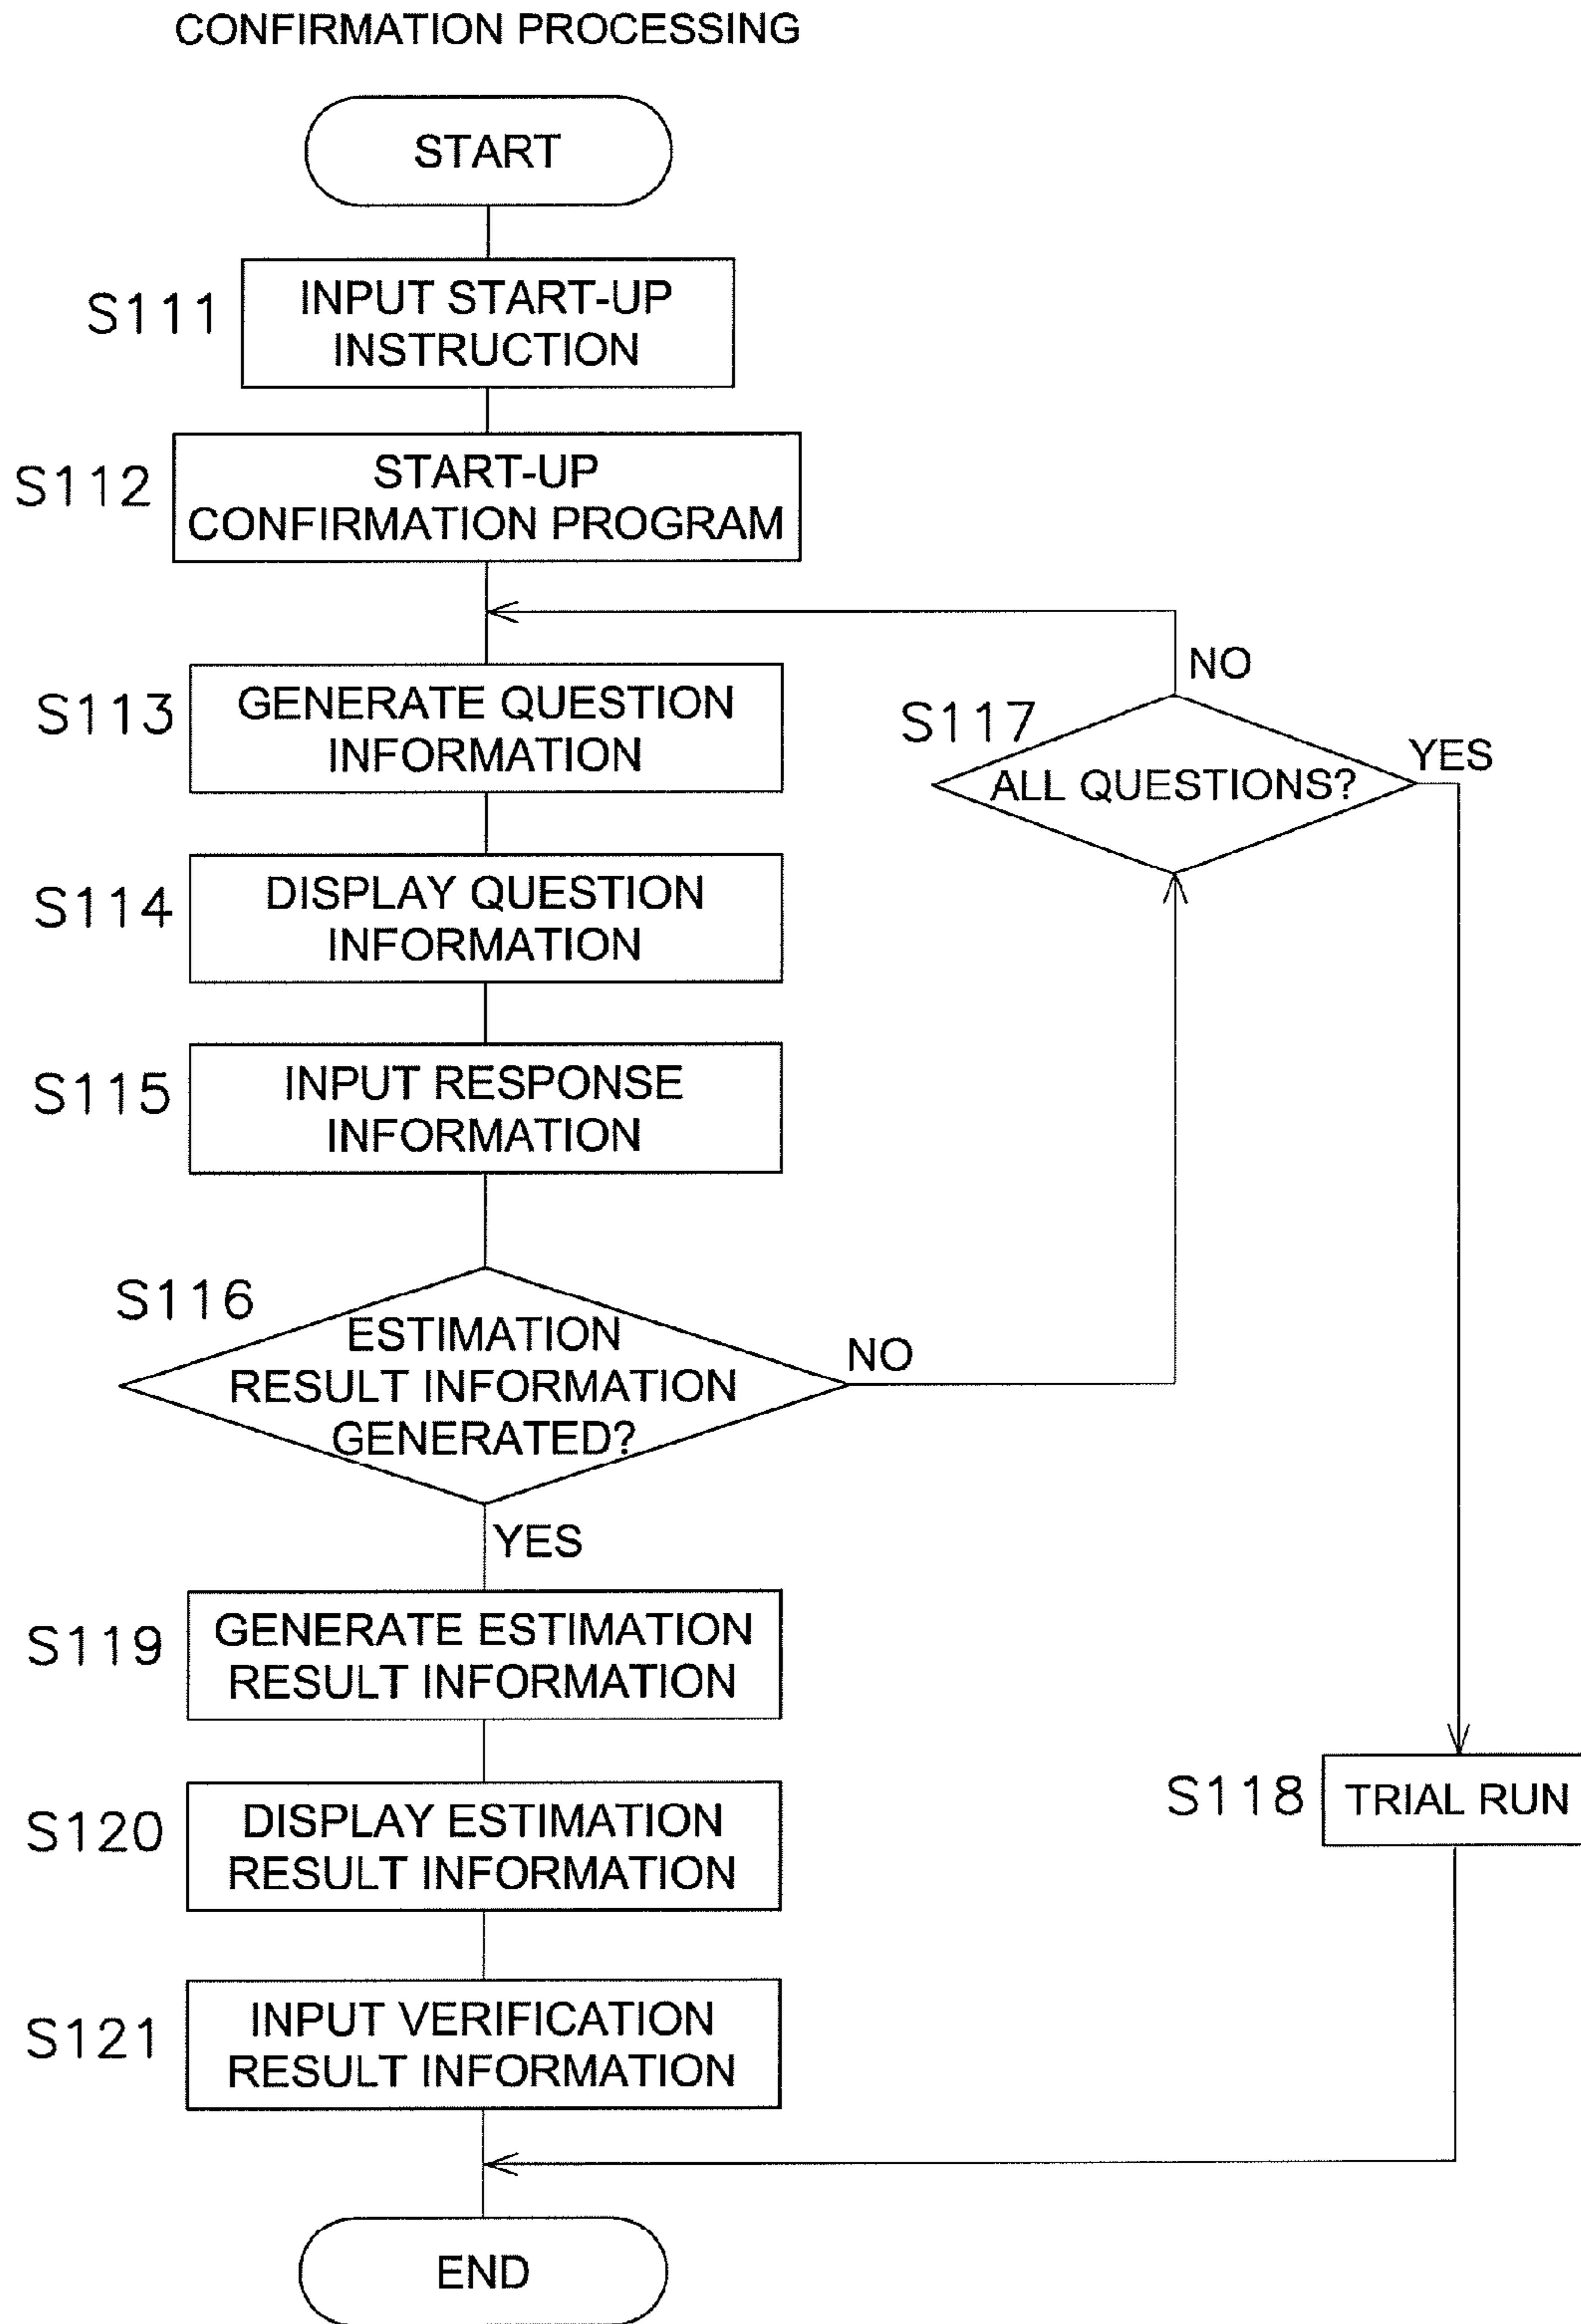 CONFIRMATION PROCESSING
START
S111
INPUT START-UP
INSTRUCTION
S112
START-UP
CONFIRMATION PROGRAM
S113
GENERATE QUESTION
INFORMATION
NO
S117
ALL QUESTIONS?
YES
S114
DISPLAY QUESTION
INFORMATION
S115
INPUT RESPONSE
INFORMATION
S116
ESTIMATION
RESULT INFORMATION
GENERATED?
NO
YES
S119
GENERATE ESTIMATION
RESULT INFORMATION
S118
TRIAL RUN
S120
DISPLAY ESTIMATION
RESULT INFORMATION
S121
INPUT VERIFICATION
RESULT INFORMATION
END